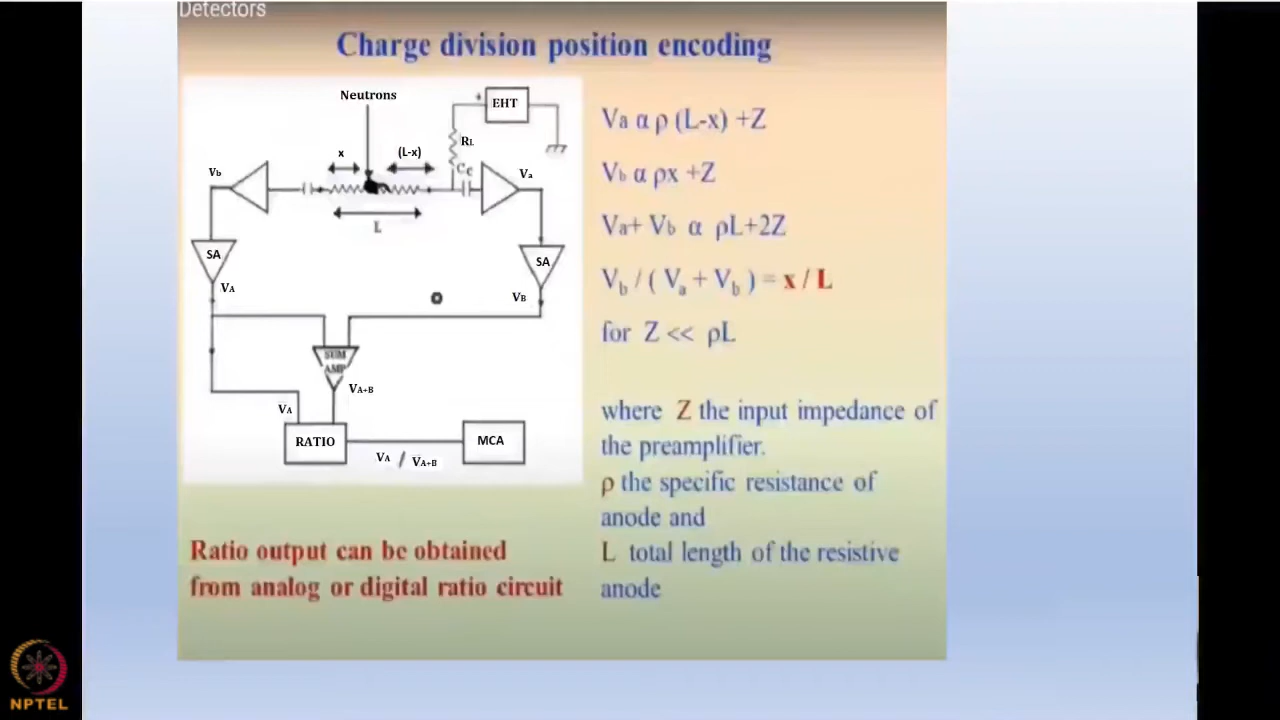 Detectors
Charge division position encoding
Neutrons
EHT
x
(L-x)
RL
Cc
Vb
Va
L
SA
SA
VA
VB
SUM
AMP
VA+B
VA
RATIO
MCA
VA / VA+B
Va α ρ (L-x) +Z
Vb α ρx +Z
Va+ Vb α ρL+2Z
Vb / ( Va + Vb ) = x / L
for Z << ρL
where Z the input impedance of
the preamplifier.
ρ the specific resistance of
anode and
L total length of the resistive
anode
Ratio output can be obtained
from analog or digital ratio circuit
NPTEL